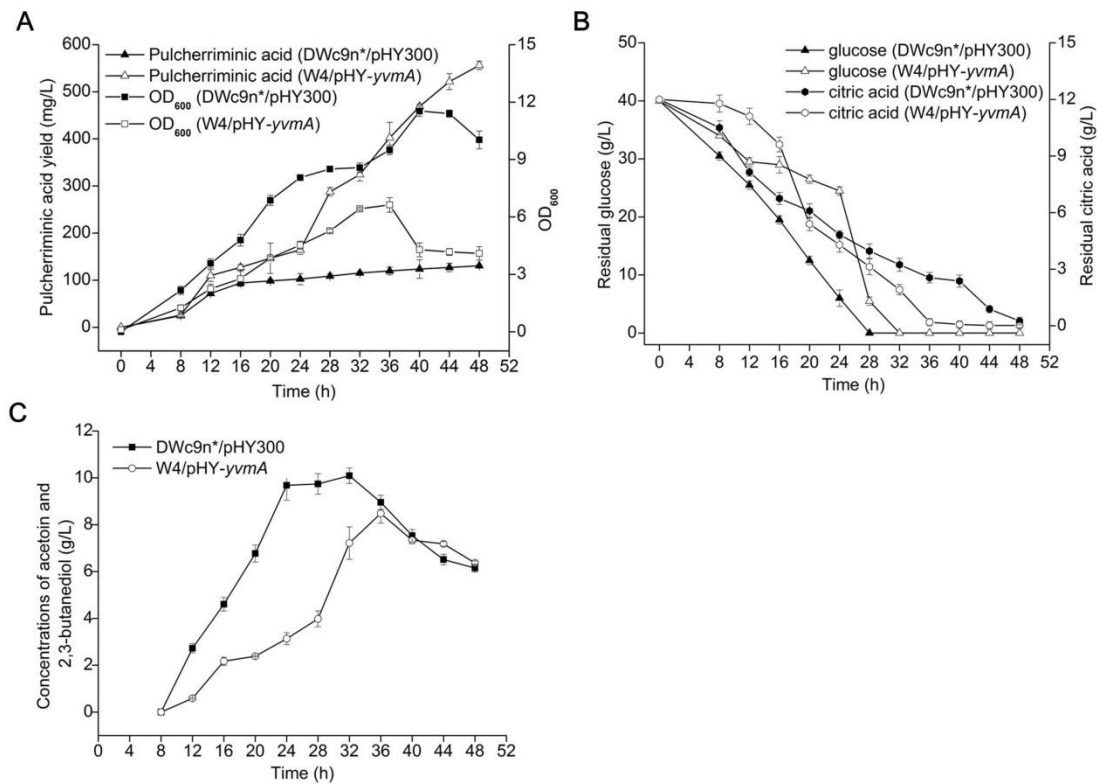 A
Pulcherriminic acid yield (mg/L)
600
500
400
300
200
100
0
Pulcherriminic acid (DWc9n*/pHY300)
Pulcherriminic acid (W4/pHY-yvmA)
OD600 (DWc9n*/pHY300)
OD600 (W4/pHY-yvmA)
15
12
9
6
3
0
OD600
0 4 8 12 16 20 24 28 32 36 40 44 48 52
Time (h)
B
Residual glucose (g/L)
50
40
30
20
10
0
glucose (DWc9n*/pHY300)
glucose (W4/pHY-yvmA)
citric acid (DWc9n*/pHY300)
citric acid (W4/pHY-yvmA)
15
12
9
6
3
0
Residual citric acid (g/L)
0 4 8 12 16 20 24 28 32 36 40 44 48 52
Time (h)
C
Concentrations of acetoin and
2,3-butanediol (g/L)
12
10
8
6
4
2
0
DWc9n*/pHY300
W4/pHY-yvmA
0 4 8 12 16 20 24 28 32 36 40 44 48 52
Time (h)